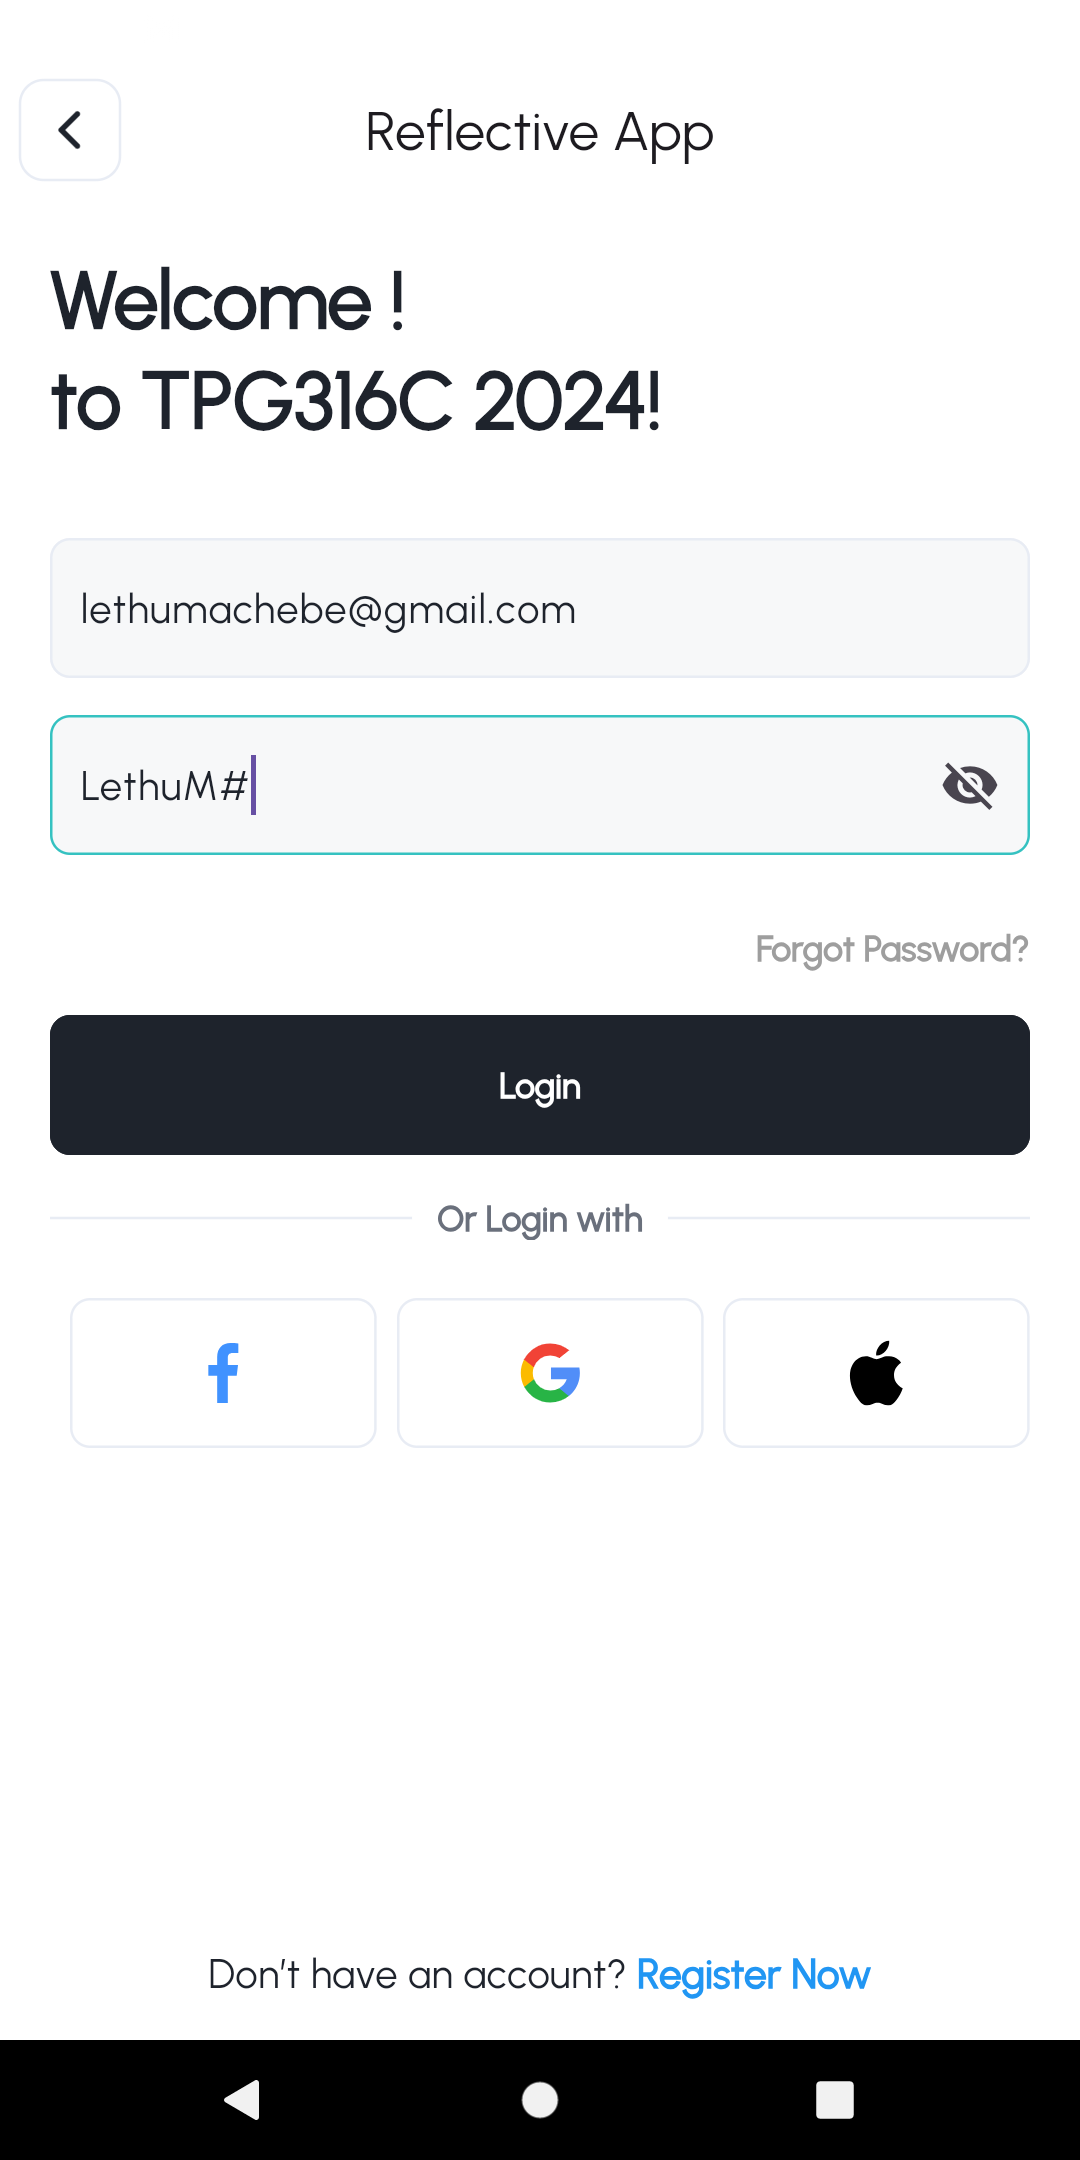 Reflective App
Welcome !
to TPG316C 2024!
lethumachebe@gmail.com
LethuM#
Forgot Password?
Login
Or Login with
Don't have an account? Register Now